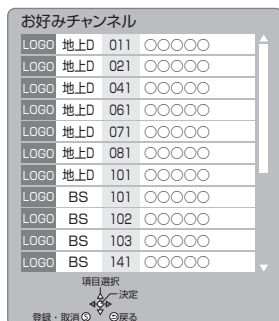 お好みチャンネル
LOGO 地上D 011 ○○○○○
LOGO 地上D 021 ○○○○○
LOGO 地上D 041 ○○○○○
LOGO 地上D 061 ○○○○○
LOGO 地上D 071 ○○○○○
LOGO 地上D 081 ○○○○○
LOGO 地上D 101 ○○○○○
LOGO BS 101 ○○○○○
LOGO BS 102 ○○○○○
LOGO BS 103 ○○○○○
LOGO BS 141 ○○○○○
項目選択
決定
登録・取消Ⓢ 戻る